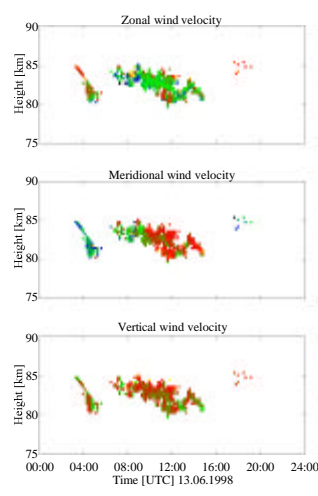 Zonal wind velocity
90
85
80
75
Height [km]
Meridional wind velocity
90
85
80
75
Height [km]
Vertical wind velocity
90
85
80
75
Height [km]
00:00 04:00 08:00 12:00 16:00 20:00 24:00
Time [UTC] 13.06.1998